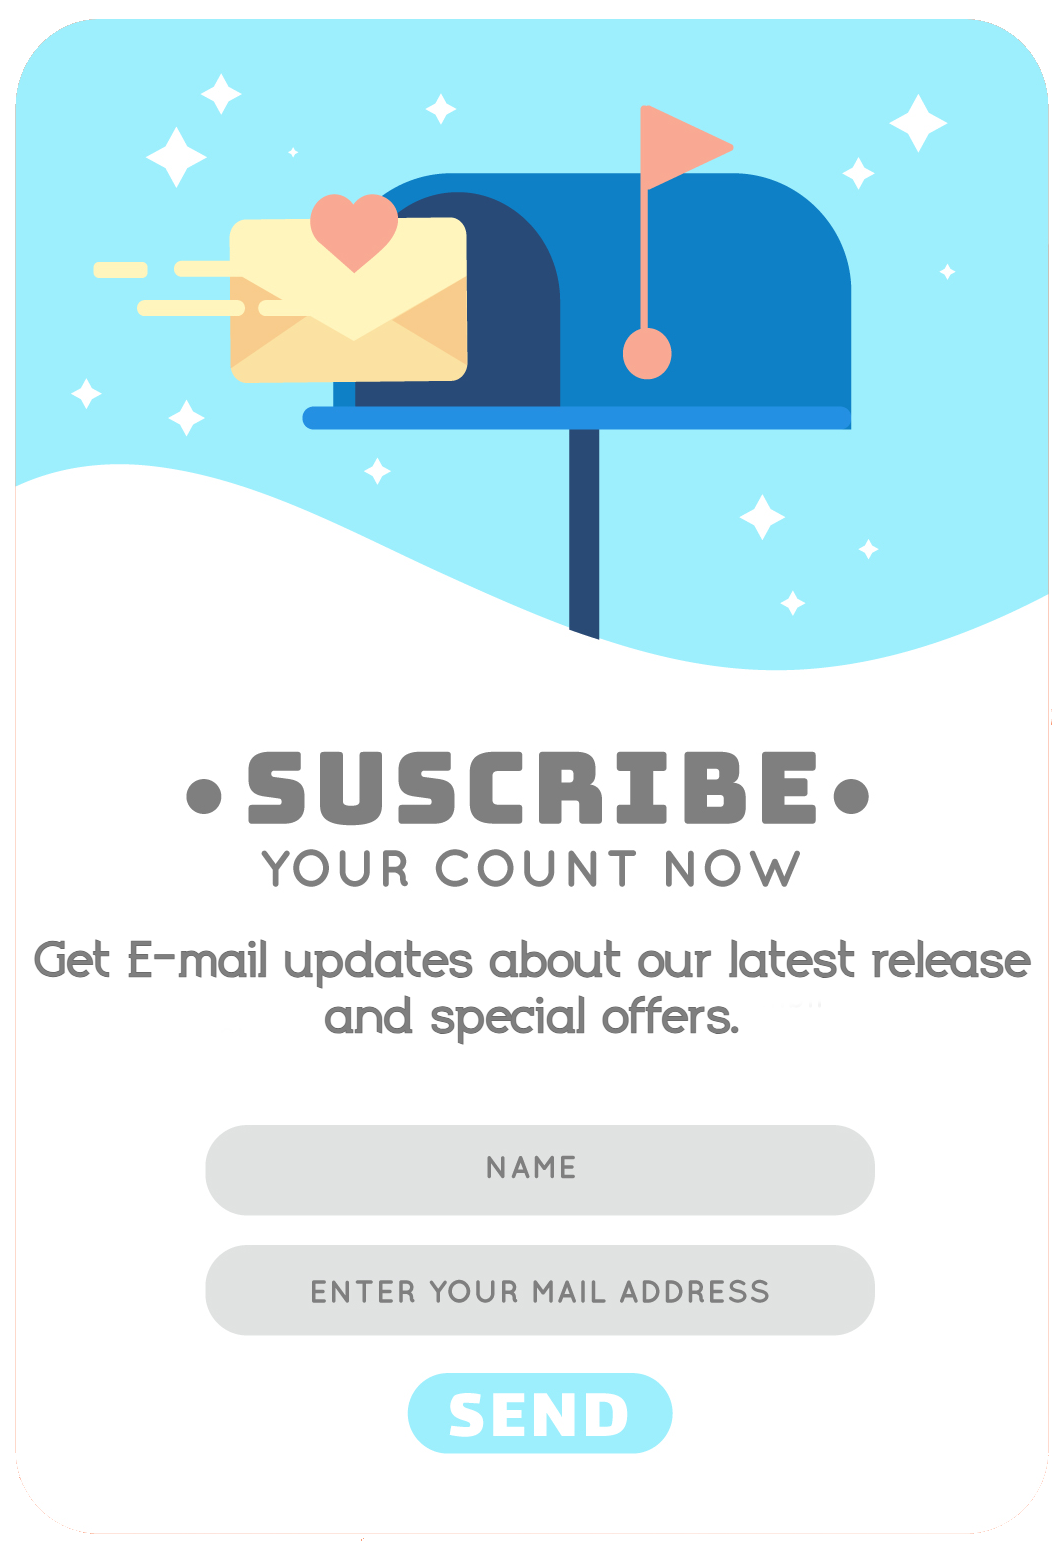 •SUSCRIBE•
YOUR COUNT NOW
Get E-mail updates about our latest release
and special offers.
NAME
ENTER YOUR MAIL ADDRESS
SEND